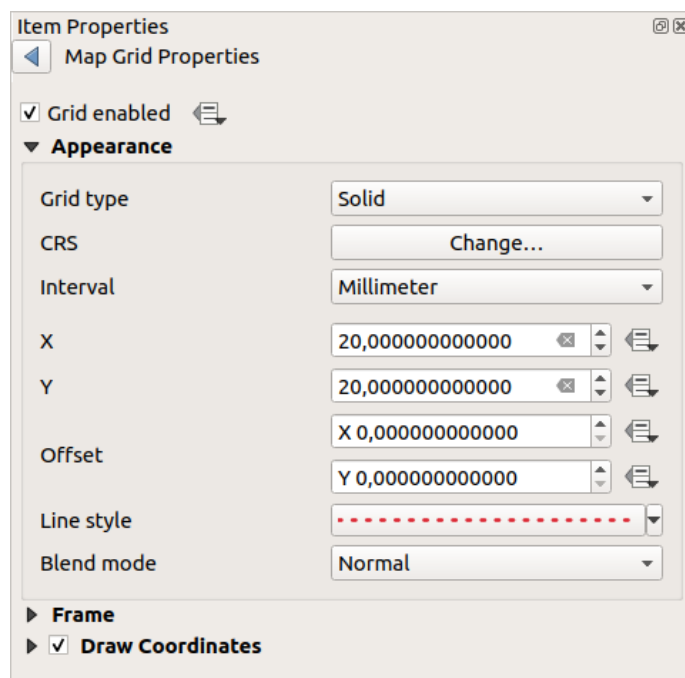 Item Properties
Map Grid Properties
Grid enabled
Appearance
Grid type Solid
CRS Change...
Interval Millimeter
X 20,000000000000
Y 20,000000000000
Offset X 0,000000000000
Y 0,000000000000
Line style
Blend mode Normal
Frame
Draw Coordinates